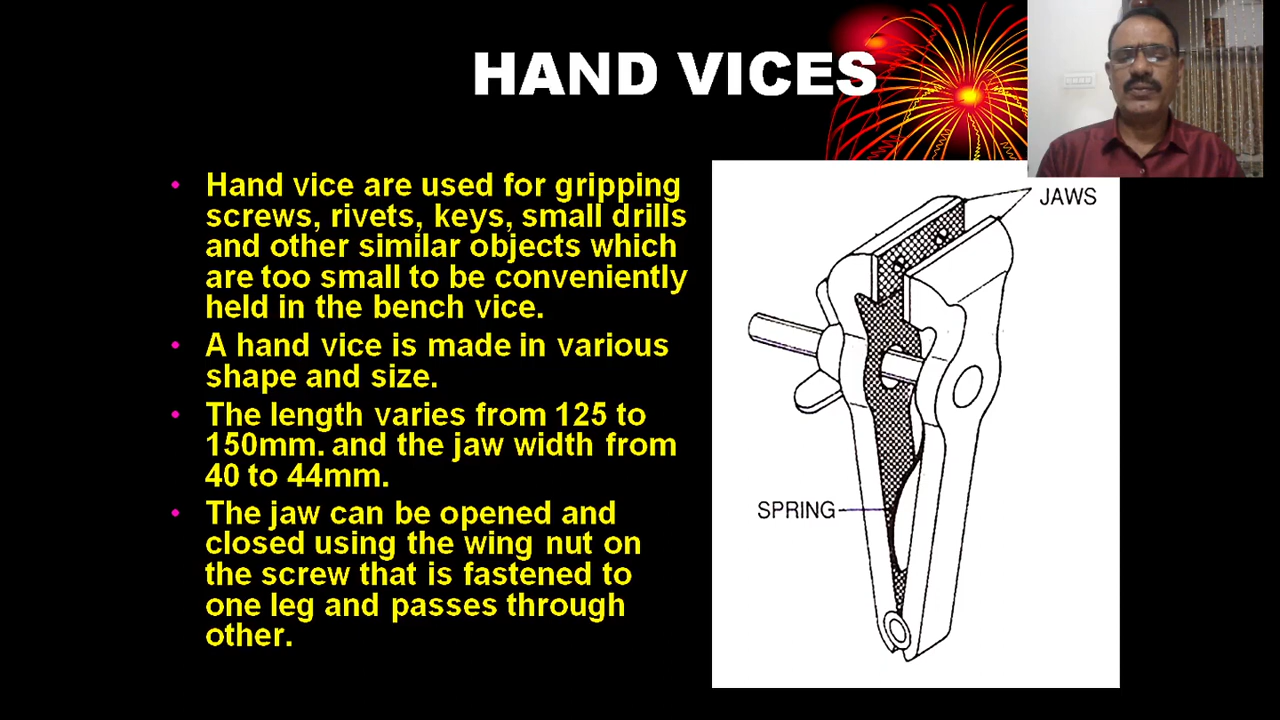 HAND VICES
• Hand vice are used for gripping
screws, rivets, keys, small drills
and other similar objects which
are too small to be conveniently
held in the bench vice.
• A hand vice is made in various
shape and size.
• The length varies from 125 to
150mm. and the jaw width from
40 to 44mm.
• The jaw can be opened and
closed using the wing nut on
the screw that is fastened to
one leg and passes through
other.
JAWS
SPRING